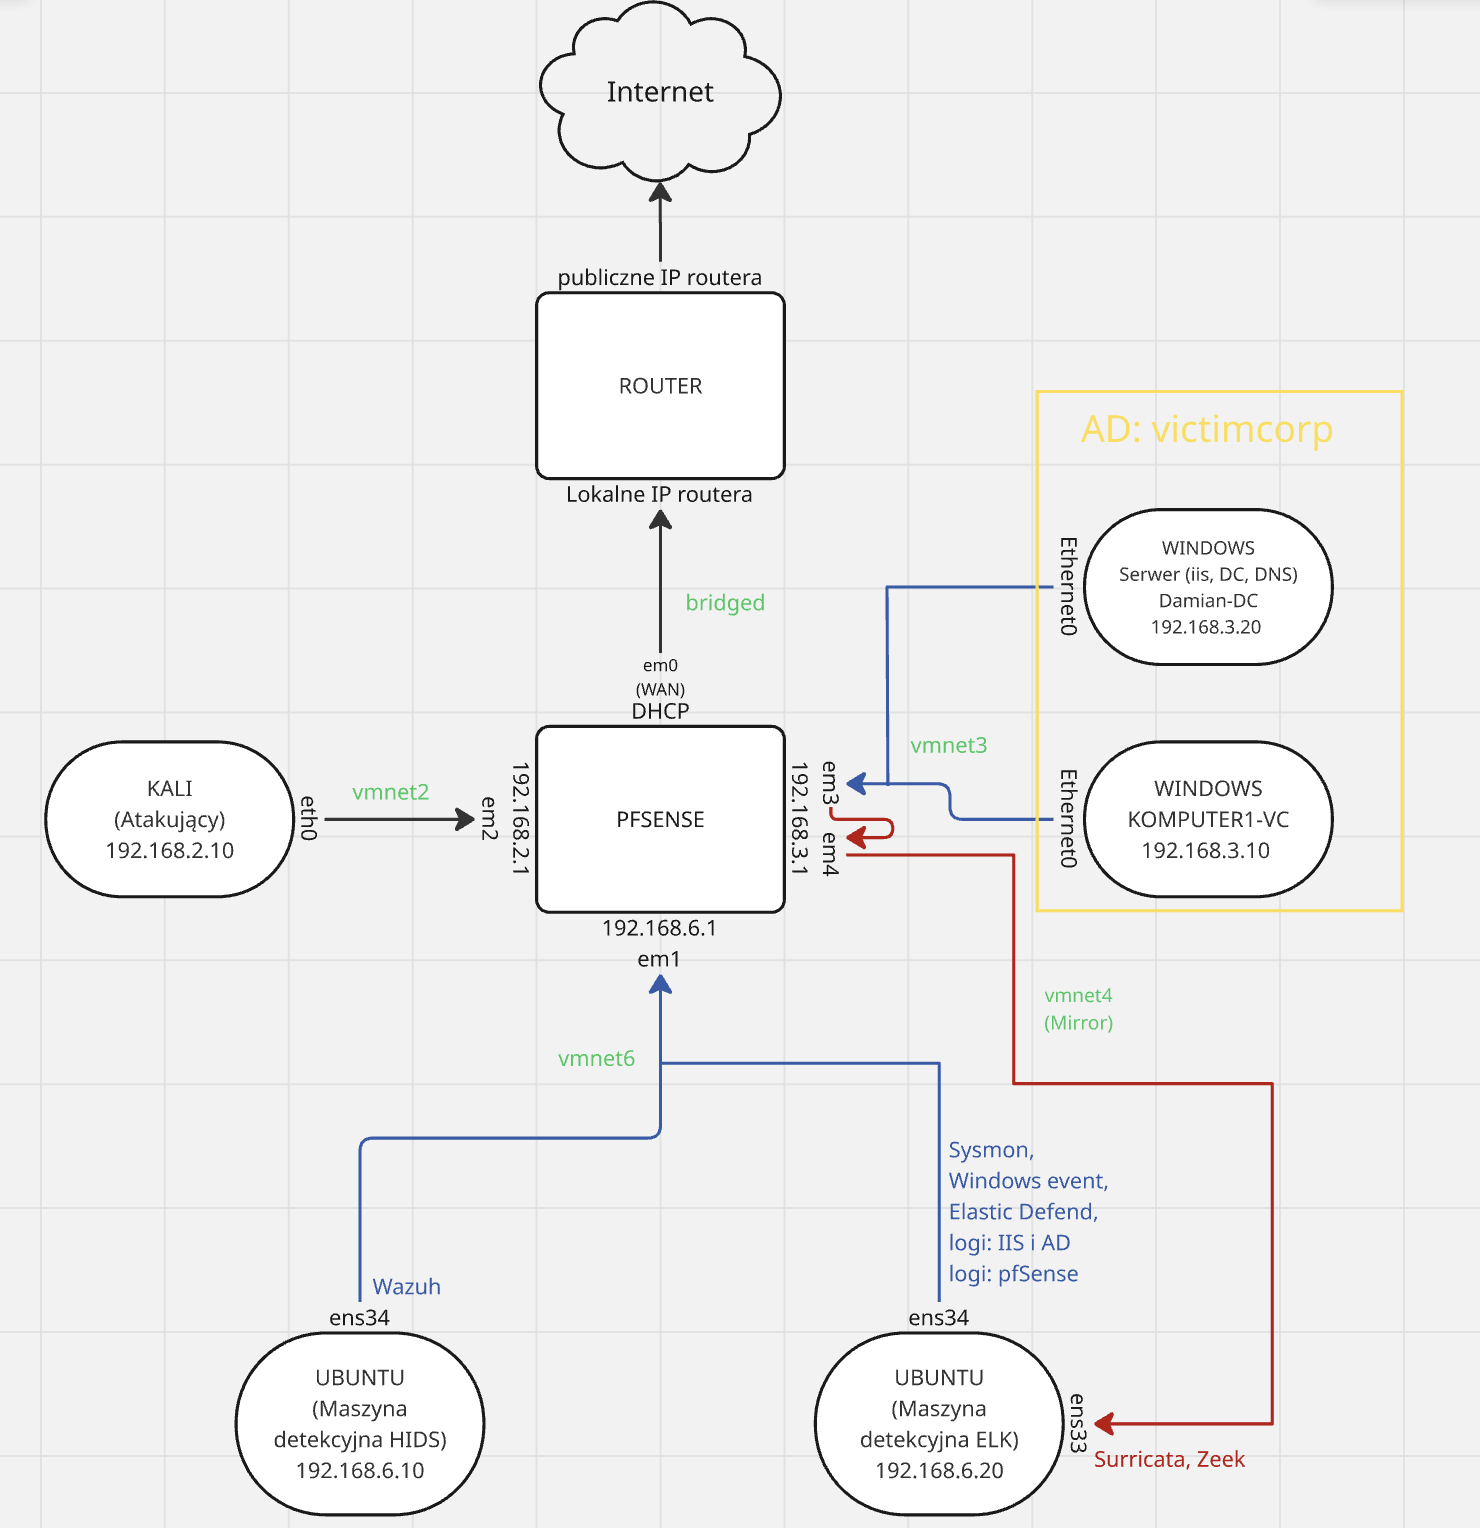 Internet
publiczne IP routera
ROUTER
Lokalne IP routera
bridged
em0
(WAN)
DHCP
AD: victimcorp
Ethernet0
WINDOWS
Serwer (iis, DC, DNS)
Damian-DC
192.168.3.20
vmnet3
Ethernet0
WINDOWS
KOMPUTER1-VC
192.168.3.10
KALI
(Atakujący)
192.168.2.10
eth0
vmnet2
em2
192.168.2.1
PFSENSE
192.168.3.1
em3
em4
192.168.6.1
em1
vmnet4
(Mirror)
vmnet6
Sysmon,
Windows event,
Elastic Defend,
logi: IIS i AD
logi: pfSense
Wazuh
ens34
UBUNTU
(Maszyna
detekcyjna HIDS)
192.168.6.10
ens34
UBUNTU
(Maszyna
detekcyjna ELK)
192.168.6.20
ens33
Surricata, Zeek